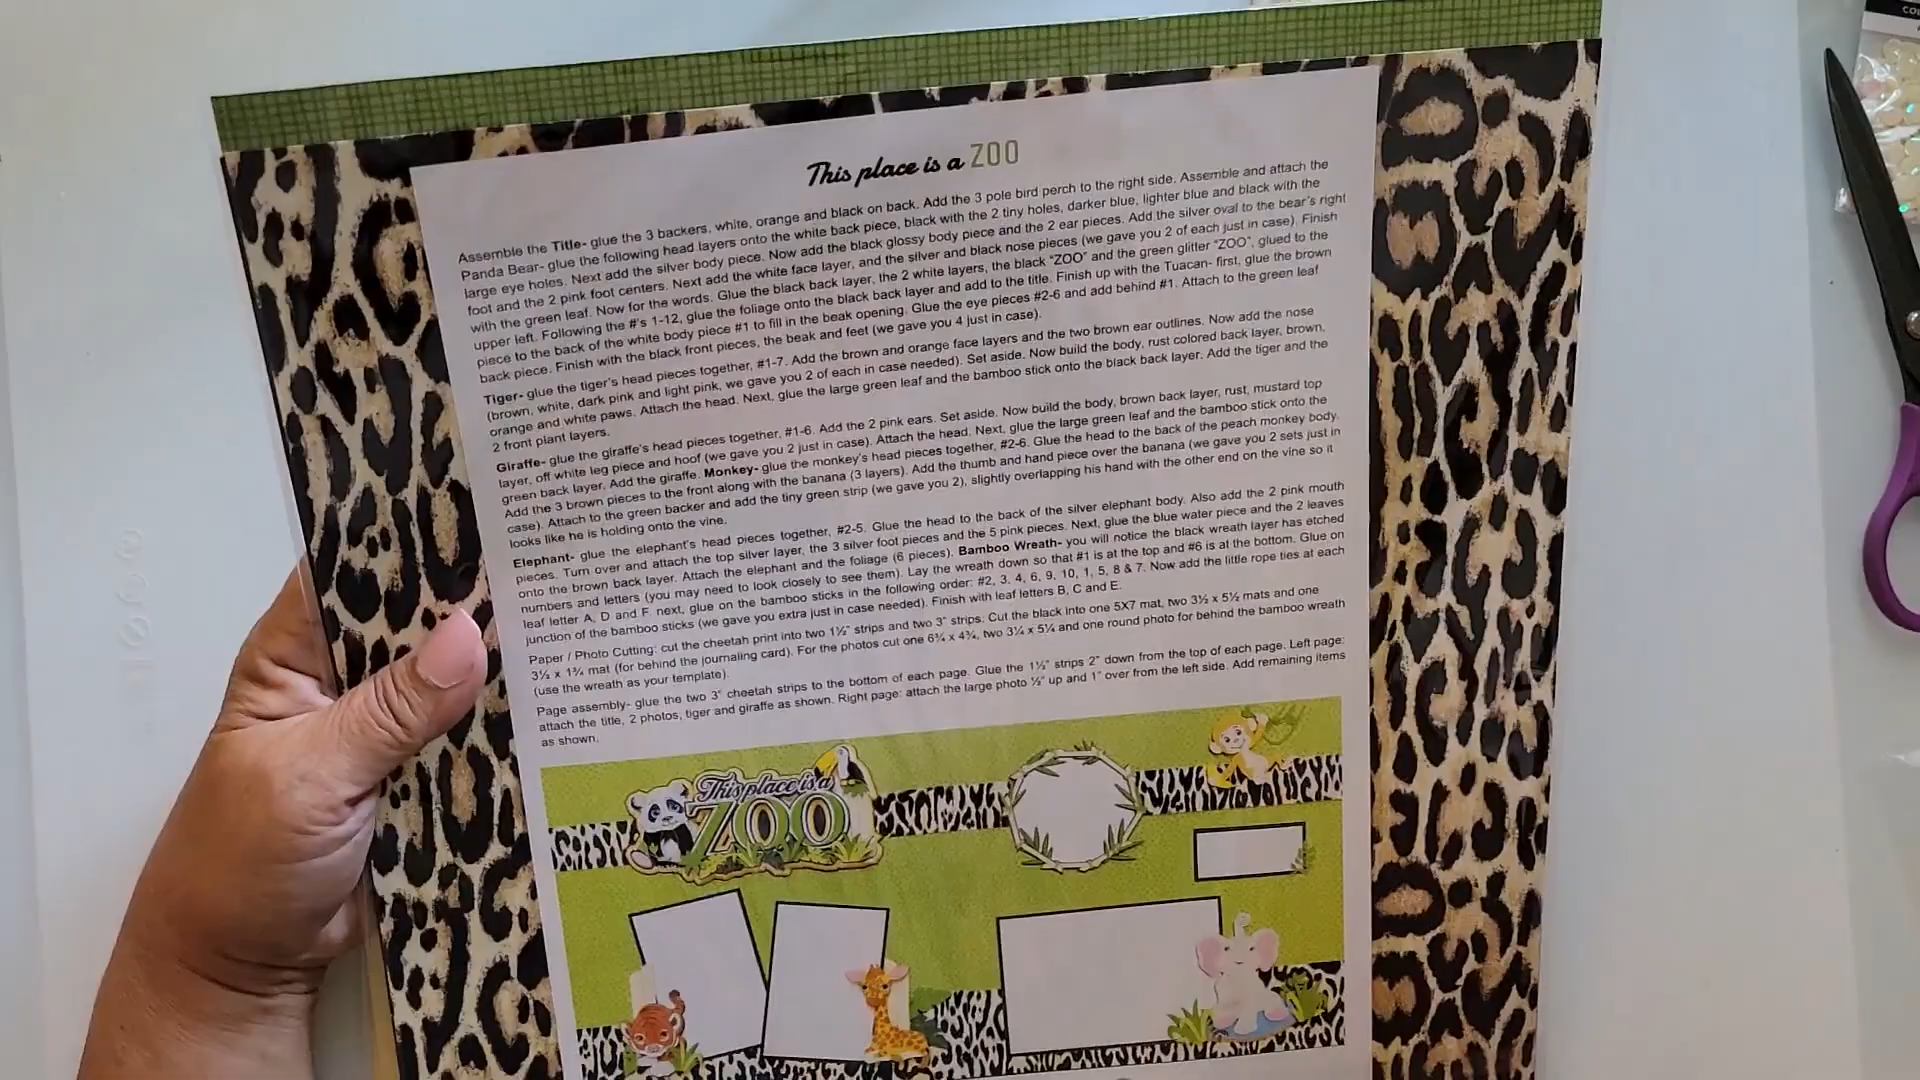 This place is a ZOO
Assemble the Title- glue the 3 backers, white, orange and black on back. Add the 3 pole bird perch to the right side. Assemble and attach the
Panda Bear- glue the following head layers onto the white back piece, black with the 2 tiny holes, darker blue, lighter blue and black with the
large eye holes. Next add the silver body piece. Now add the black glossy body piece and the 2 ear pieces. Add the silver oval to the bear's right
foot and the 2 pink foot centers. Next add the white face layer, and the silver and black nose pieces (we gave you 2 of each just in case). Finish
with the green leaf. Now for the words. Glue the black back layer, the 2 white layers, the black "ZOO" and the green glitter "ZOO", glued to the
upper left. Following the #'s 1-12, glue the foliage onto the black back layer and add to the title. Finish up with the Tuacan- first, glue the brown
piece to the back of the white body piece #1 to fill in the beak opening. Glue the eye pieces #2-6 and add behind #1. Attach to the green leaf
back piece. Finish with the black front pieces, the beak and feet (we gave you 4 just in case).
Tiger- glue the tiger's head pieces together, #1-7. Add the brown and orange face layers and the two brown ear outlines. Now add the nose
(brown, white, dark pink and light pink, we gave you 2 of each in case needed). Set aside. Now build the body, rust colored back layer, brown,
orange and white paws. Attach the head. Next, glue the large green leaf and the bamboo stick onto the black back layer. Add the tiger and the
2 front plant layers.
Giraffe- glue the giraffe's head pieces together, #1-6. Add the 2 pink ears. Set aside. Now build the body, brown back layer, rust, mustard top
layer, off white leg piece and hoof (we gave you 2 just in case). Attach the head. Next, glue the large green leaf and the bamboo stick onto the
green back layer. Add the giraffe. Monkey- glue the monkey's head pieces together, #2-6. Glue the head to the back of the peach monkey body.
Add the 3 brown pieces to the front along with the banana (3 layers). Add the thumb and hand piece over the banana (we gave you 2 sets just in
case). Attach to the green backer and add the tiny green strip (we gave you 2), slightly overlapping his hand with the other end on the vine so it
looks like he is holding onto the vine.
Elephant- glue the elephant's head pieces together, #2-5. Glue the head to the back of the silver elephant body. Also add the 2 pink mouth
pieces. Turn over and attach the top silver layer, the 3 silver foot pieces and the 5 pink pieces. Next, glue the blue water piece and the 2 leaves
onto the brown back layer. Attach the elephant and the foliage (6 pieces). Bamboo Wreath- you will notice the black wreath layer has etched
numbers and letters (you may need to look closely to see them). Lay the wreath down so that #1 is at the top and #6 is at the bottom. Glue on
leaf letter A, D and F. next, glue on the bamboo sticks in the following order: #2, 3, 4, 6, 9, 10, 1, 5, 8 & 7. Now add the little rope ties at each
junction of the bamboo sticks (we gave you extra just in case needed). Finish with leaf letters B, C and E.
Paper / Photo Cutting: cut the cheetah print into two 1½" strips and two 3" strips. Cut the black into one 5X7 mat, two 3½ x 5½ mats and one
3½ x 1¾ mat (for behind the journaling card). For the photos cut one 6¾ x 4¾, two 3¼ x 5¼ and one round photo for behind the bamboo wreath
(use the wreath as your template).
Page assembly- glue the two 3" cheetah strips to the bottom of each page. Glue the 1½" strips 2" down from the top of each page. Left page:
attach the title, 2 photos, tiger and giraffe as shown. Right page: attach the large photo ½" up and 1" over from the left side. Add remaining items
as shown.
This place is a
ZOO